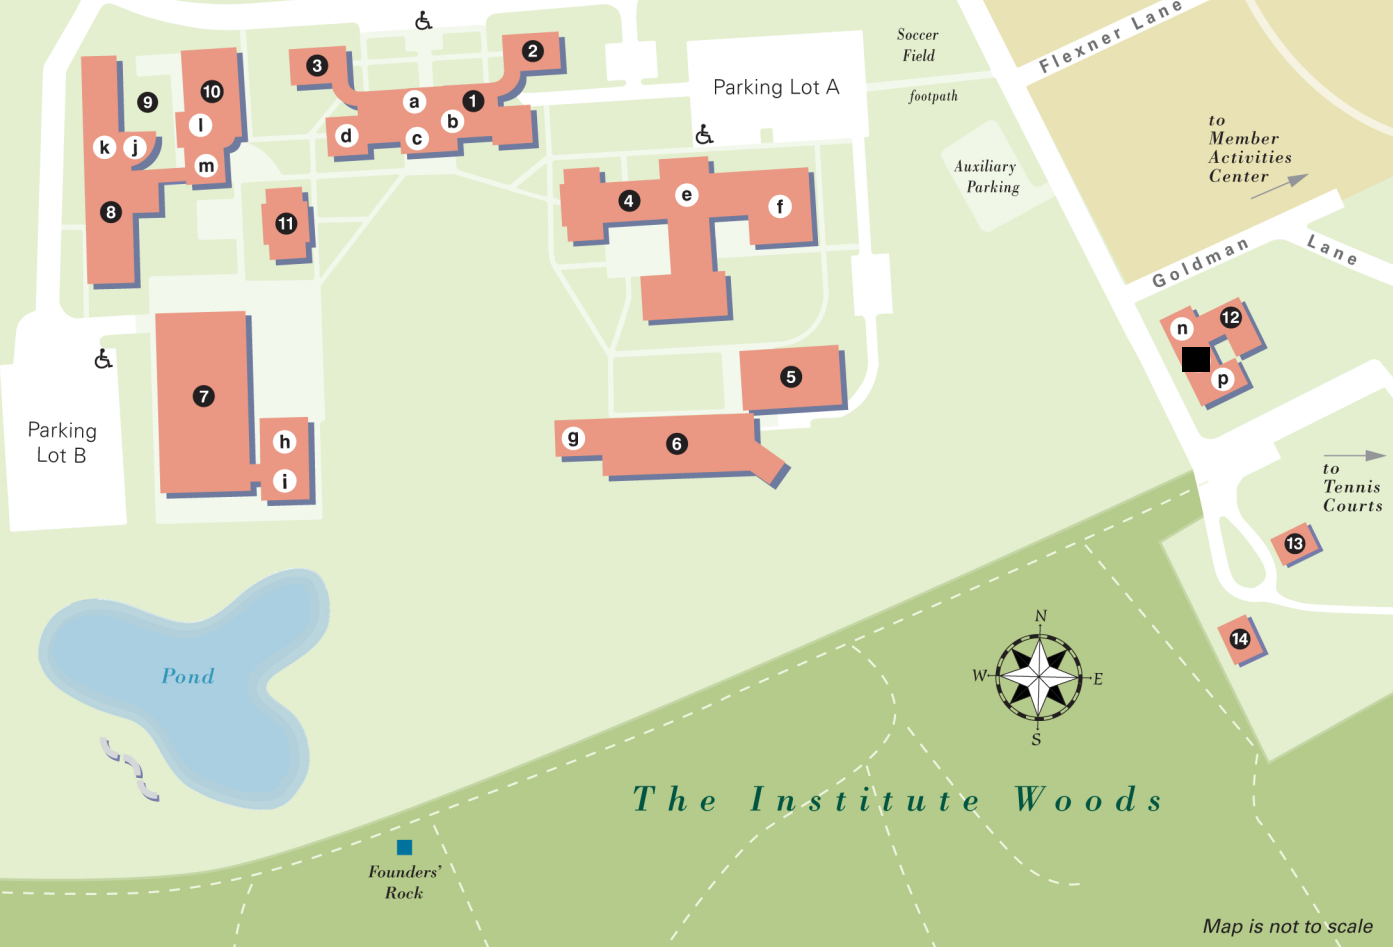 Flexner Lane
Soccer
Field
2
3
Parking Lot A
10
9
a
1
footpath
b
l
to
Member
Activities
Center
d
c
k
j
m
Auxiliary
Parking
e
4
f
8
11
Goldman
Lane
n
12
p
5
7
Parking
Lot B
g
6
h
i
to
Tennis
Courts
13
14
N
W
E
S
Pond
The Institute Woods
Founders'
Rock
Map is not to scale